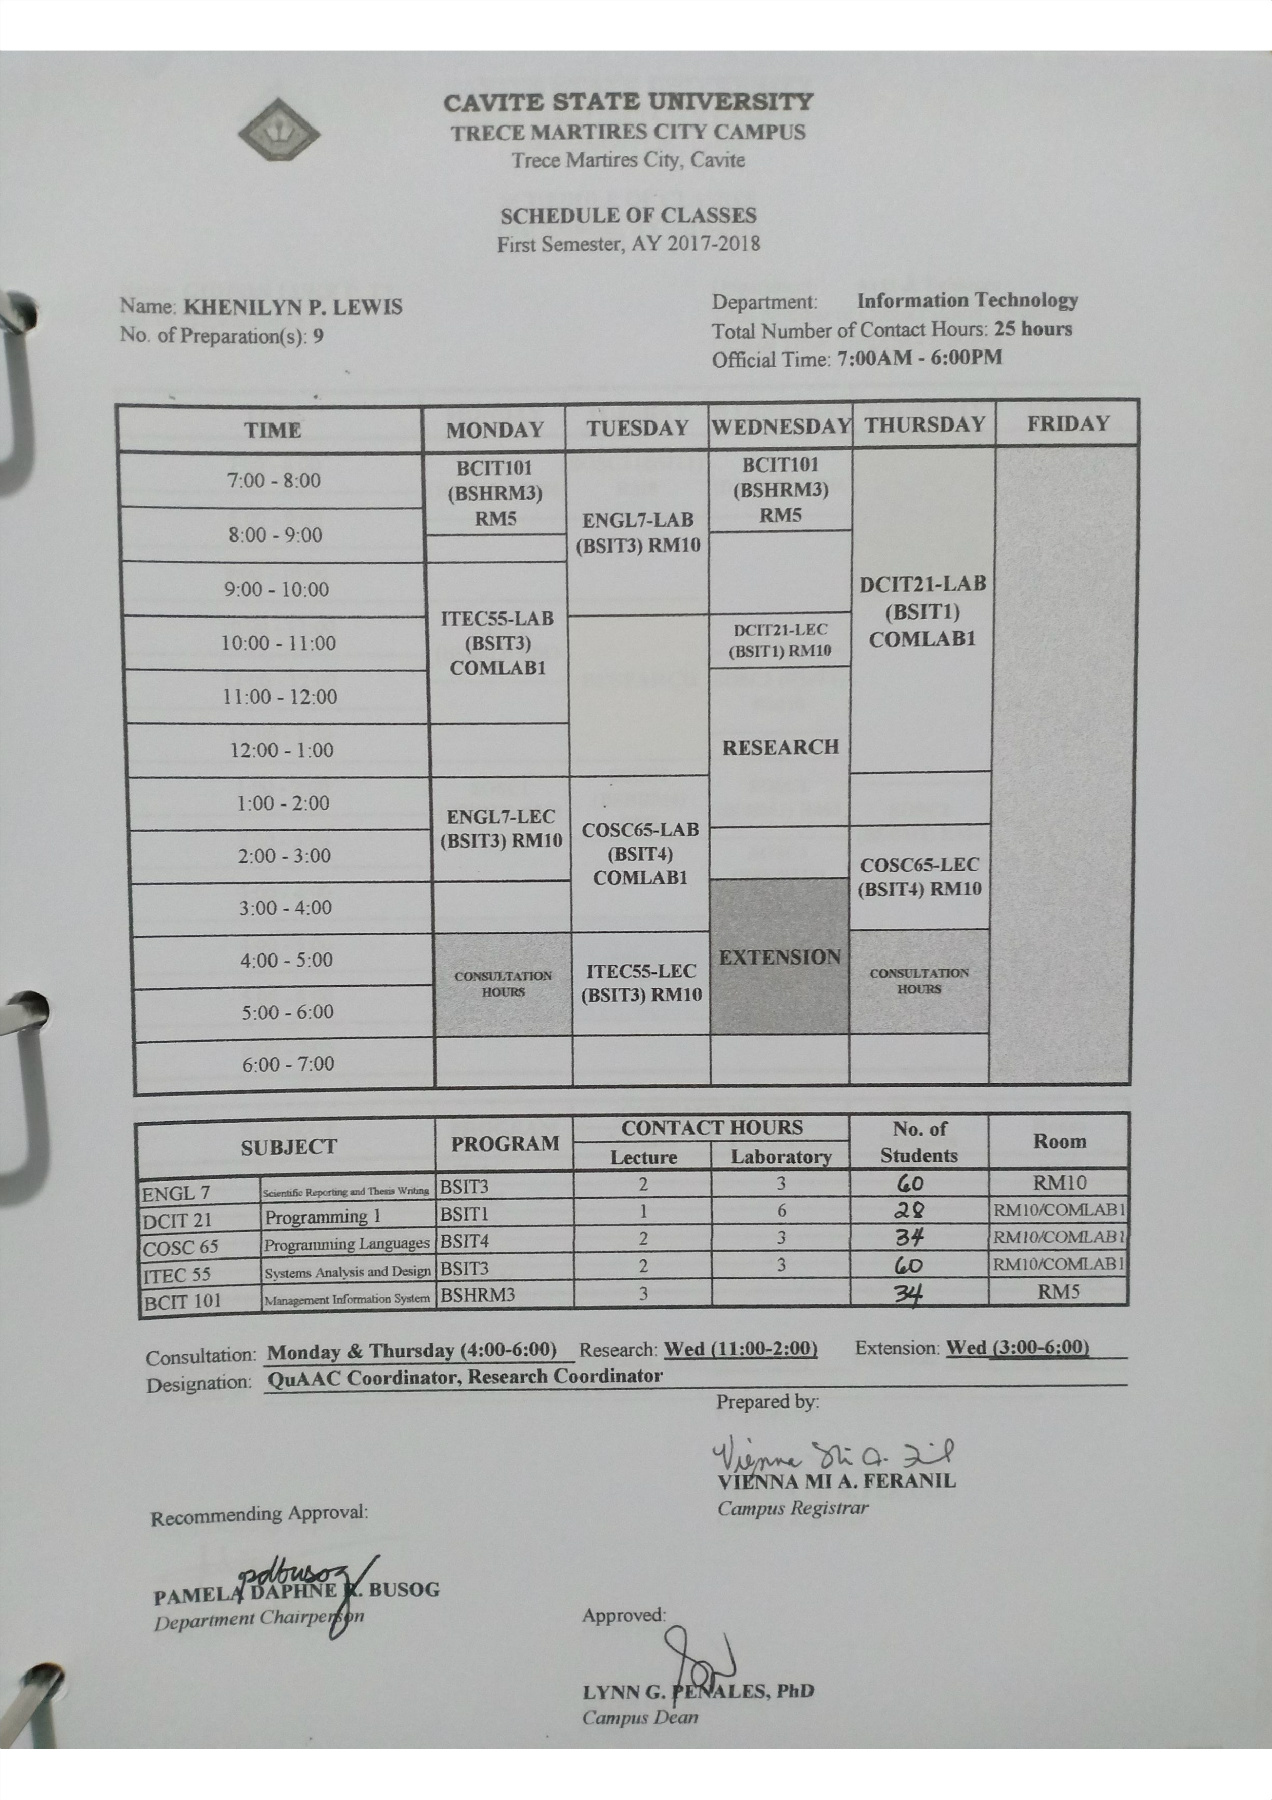 CAVITE STATE UNIVERSITY
TRECE MARTIRES CITY CAMPUS
Trece Martires City, Cavite
SCHEDULE OF CLASSES
First Semester, AY 2017-2018
Name: KHENILYN P. LEWIS
No. of Preparation(s): 9
Department: Information Technology
Total Number of Contact Hours: 25 hours
Official Time: 7:00AM - 6:00PM
TIME MONDAY TUESDAY WEDNESDAY THURSDAY FRIDAY
7:00 - 8:00
8:00 - 9:00
9:00 - 10:00
10:00 - 11:00
11:00 - 12:00
12:00 - 1:00
1:00 - 2:00
2:00 - 3:00
3:00 - 4:00
4:00 - 5:00
5:00 - 6:00
6:00 - 7:00
BCIT101
(BSHRM3)
RM5
ITEC55-LAB
(BSIT3)
COMLAB1
ENGL7-LEC
(BSIT3) RM10
CONSULTATION
HOURS
ENGL7-LAB
(BSIT3) RM10
COSC65-LAB
(BSIT4)
COMLAB1
ITEC55-LEC
(BSIT3) RM10
BCIT101
(BSHRM3)
RM5
DCIT21-LEC
(BSIT1) RM10
RESEARCH
EXTENSION
DCIT21-LAB
(BSIT1)
COMLAB1
COSC65-LEC
(BSIT4) RM10
CONSULTATION
HOURS
SUBJECT PROGRAM CONTACT HOURS No. of Students Room
Lecture Laboratory
ENGL 7 Scientific Reporting and Thesis Writing BSIT3 2 3 60 RM10
DCIT 21 Programming 1 BSIT1 1 6 28 RM10/COMLAB1
COSC 65 Programming Languages BSIT4 2 3 34 RM10/COMLAB1
ITEC 55 Systems Analysis and Design BSIT3 2 3 60 RM10/COMLAB1
BCIT 101 Management Information System BSHRM3 3 34 RM5
Consultation: Monday & Thursday (4:00-6:00) Research: Wed (11:00-2:00) Extension: Wed (3:00-6:00)
Designation: QuAAC Coordinator, Research Coordinator
Prepared by:
VIENNA MI A. FERANIL
Campus Registrar
Recommending Approval:
pdbusog
PAMELA DAPHNE R. BUSOG
Department Chairperson
Approved:
LYNN G. PENALES, PhD
Campus Dean